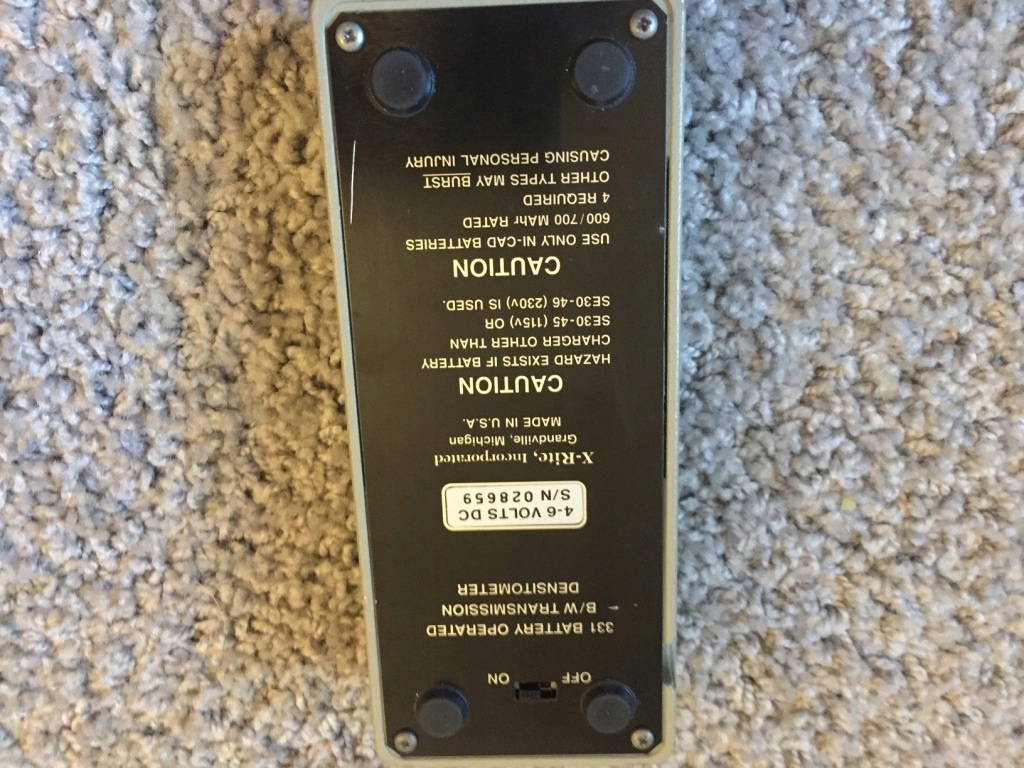 OFF ON
331 BATTERY OPERATED
B/W TRANSMISSION
DENSITOMETER
4-6 VOLTS DC
S/N 028659
X-Rite, Incorporated
Grandville, Michigan
MADE IN U.S.A.
CAUTION
HAZARD EXISTS IF BATTERY
CHARGER OTHER THAN
SE30-45 (115v) OR
SE30-46 (230v) IS USED.
CAUTION
USE ONLY NI-CAD BATTERIES
600/700 MAhr RATED
4 REQUIRED
OTHER TYPES MAY BURST
CAUSING PERSONAL INJURY